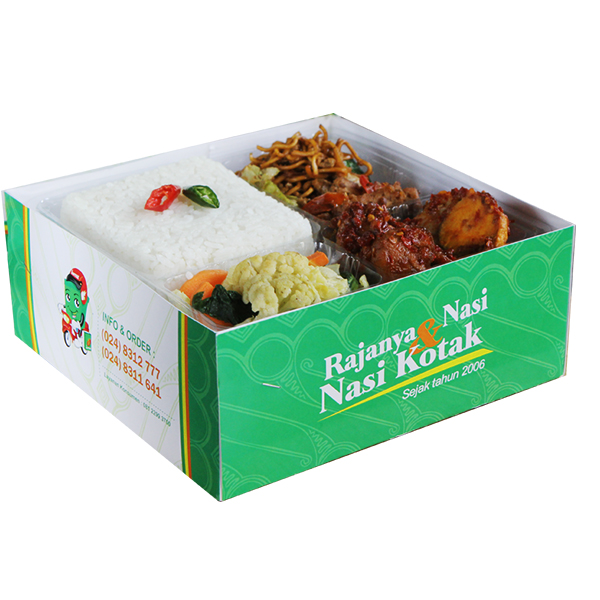 INFO & ORDER :
(024) 8312 777
(024) 8311 641
Rajanya Nasi
& Nasi Kotak
Sejak tahun 2006